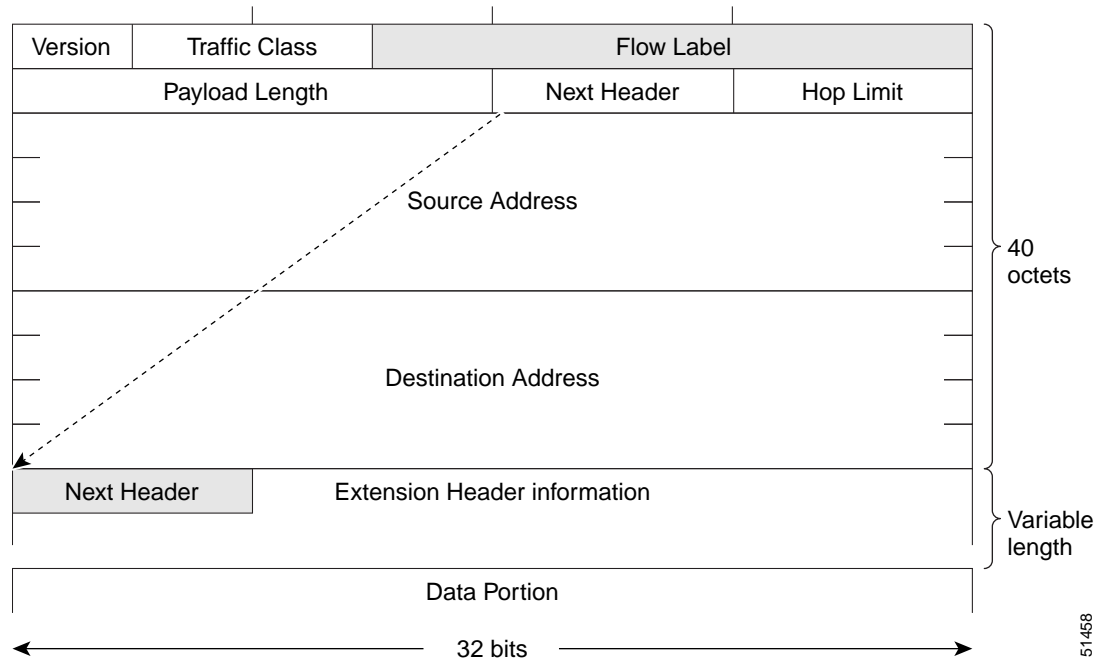 Version Traffic Class Flow Label
Payload Length Next Header Hop Limit
Source Address
40
octets
Destination Address
Next Header Extension Header information
Variable
length
Data Portion
32 bits
51458